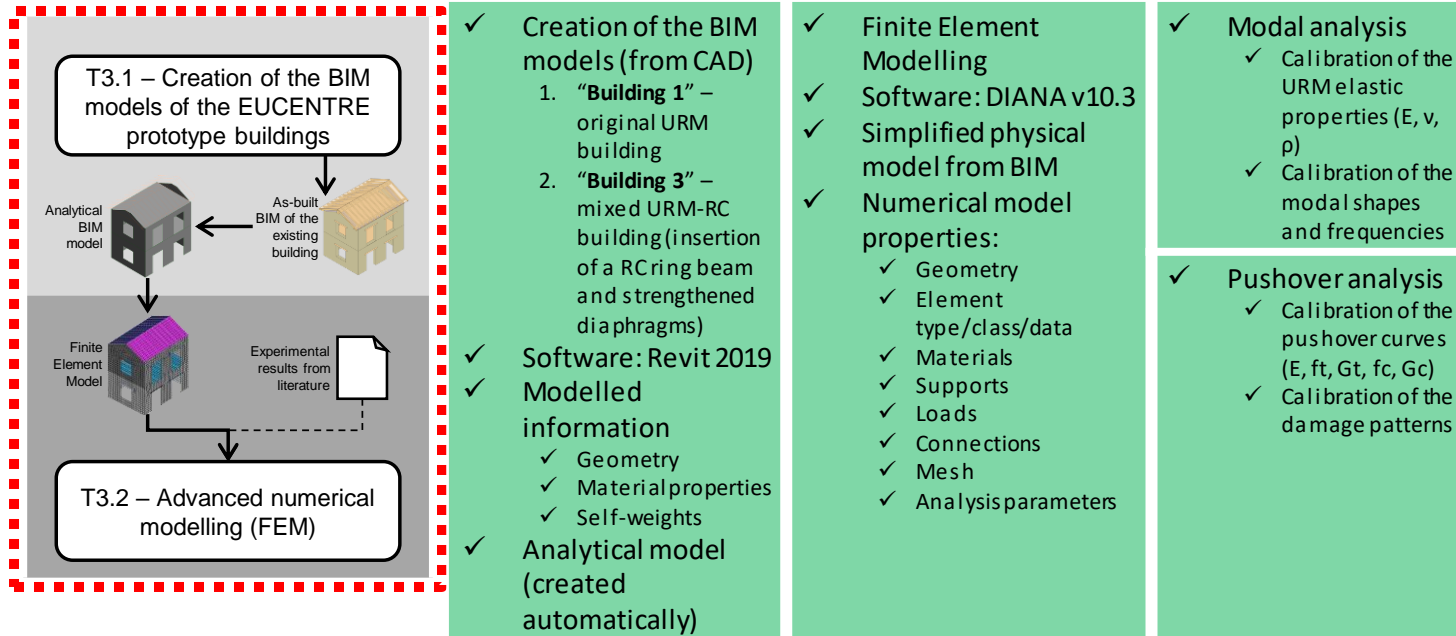 T3.1 – Creation of the BIM
models of the EUCENTRE
prototype buildings
Analytical
BIM
model
As-built
BIM of the
existing
building
Finite
Element
Model
Experimental
results from
literature
T3.2 – Advanced numerical
modelling (FEM)
✓ Creation of the BIM
models (from CAD)
1. “Building 1” –
original URM
building
2. “Building 3” –
mixed URM-RC
building (insertion
of a RC ring beam
and strengthened
diaphragms)
✓ Software: Revit 2019
✓ Modelled
information
✓ Geometry
✓ Material properties
✓ Self-weights
✓ Analytical model
(created
automatically)
✓ Finite Element
Modelling
✓ Software: DIANA v10.3
✓ Simplified physical
model from BIM
✓ Numerical model
properties:
✓ Geometry
✓ Element
type/class/data
✓ Materials
✓ Supports
✓ Loads
✓ Connections
✓ Mesh
✓ Analysis parameters
✓ Modal analysis
✓ Calibration of the
URM elastic
properties (E, ν,
ρ)
✓ Calibration of the
modal shapes
and frequencies
✓ Pushover analysis
✓ Calibration of the
pushover curves
(E, ft, Gt, fc, Gc)
✓ Calibration of the
damage patterns